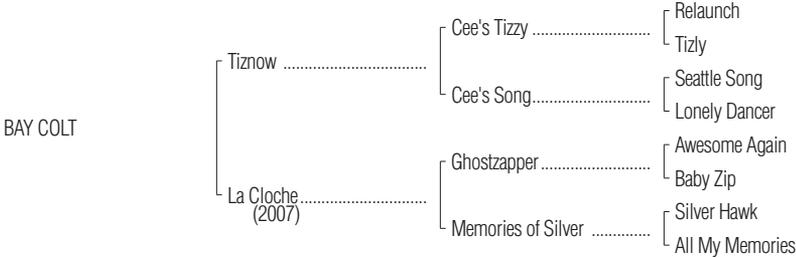 Relaunch
Cee's Tizzy ............................
Tizly
Tiznow ..................................
Seattle Song
Cee's Song............................
Lonely Dancer
BAY COLT
Awesome Again
Ghostzapper..........................
Baby Zip
La Cloche..............................
(2007)
Silver Hawk
Memories of Silver ..............
All My Memories